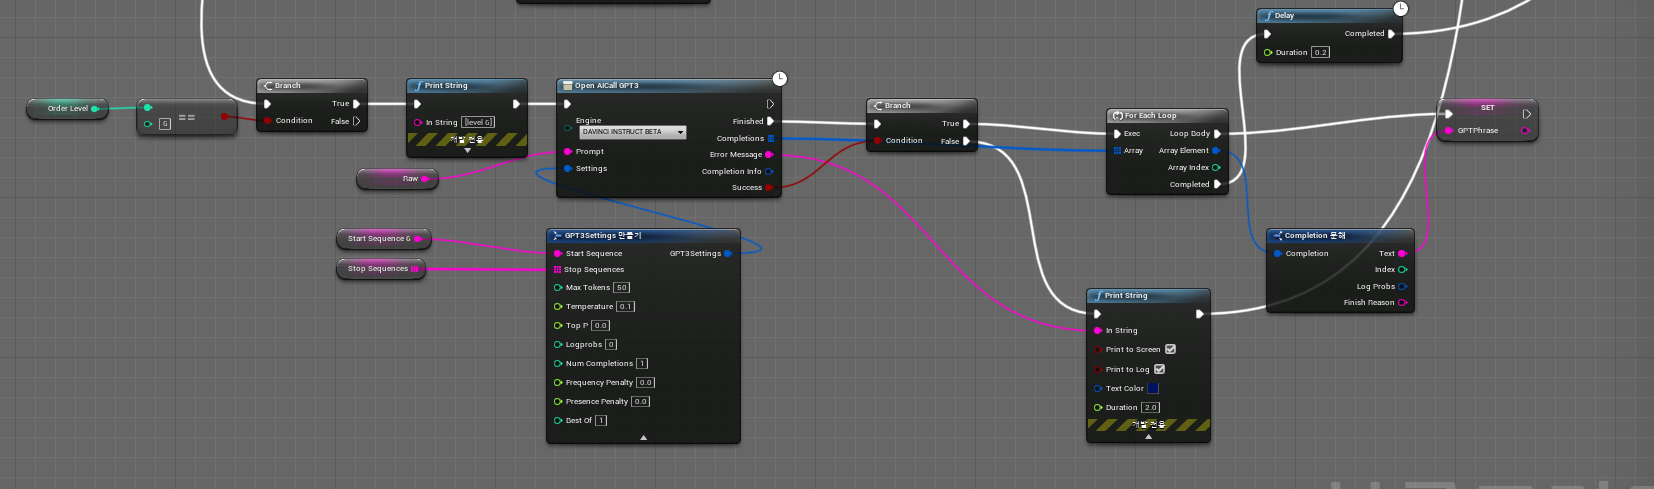 Delay
Completed
Duration 0.2
Order Level
==
Branch
True
Condition
False
Print String
In String [level G]
개발 전용
Open AICall GPT3
Finished
Engine
DAVINCI INSTRUCT BETA
Completions
Prompt
Error Message
Settings
Completion Info
Success
Branch
True
Condition
False
For Each Loop
Exec
Loop Body
Array
Array Element
Array Index
Completed
SET
GPTPhrase
Raw
Start Sequence G
Stop Sequences
GPT3Settings 만들기
Start Sequence
GPT3Settings
Stop Sequences
Max Tokens 50
Temperature 0.1
Top P 0.0
Logprobs 0
Num Completions 1
Frequency Penalty 0.0
Presence Penalty 0.0
Best Of 1
Completion 분해
Completion
Text
Index
Log Probs
Finish Reason
Print String
In String
Print to Screen
Print to Log
Text Color
Duration 2.0
개발 전용